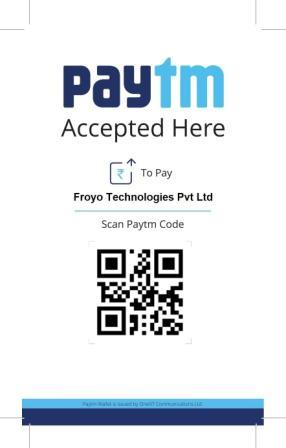 paytm
Accepted Here
₹ To Pay
Froyo Technologies Pvt Ltd
Scan Paytm Code
Paytm Wallet is issued by One97 Communications Ltd